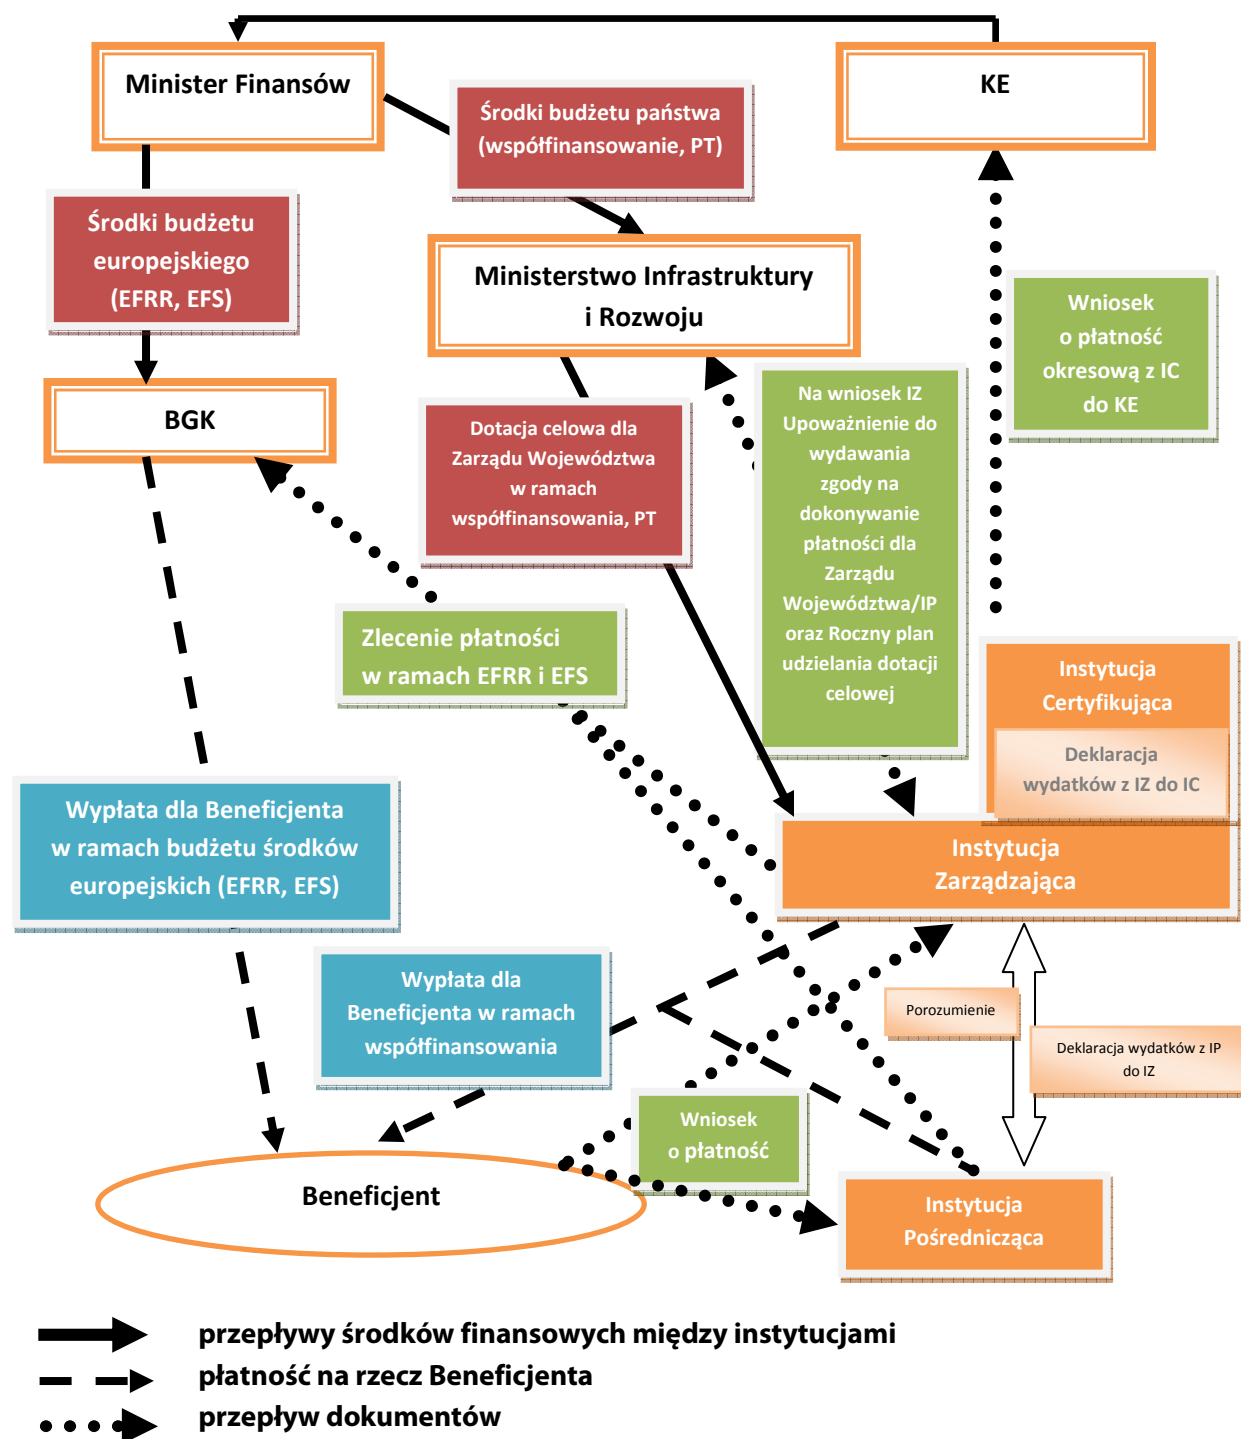 Minister Finansów
KE
Środki budżetu państwa
(współfinansowanie, PT)
Środki budżetu
europejskiego
(EFRR, EFS)
Ministerstwo Infrastruktury
i Rozwoju
Wniosek
o płatność
okresową z IC
do KE
BGK
Dotacja celowa dla
Zarządu Województwa
w ramach
współfinansowania, PT
Na wniosek IZ
Upoważnienie do
wydawania
zgody na
dokonywanie
płatności dla
Zarządu
Województwa/IP
oraz Roczny plan
udzielania dotacji
celowej
Zlecenie płatności
w ramach EFRR i EFS
Instytucja
Certyfikująca
Deklaracja
wydatków z IZ do IC
Wypłata dla Beneficjenta
w ramach budżetu środków
europejskich (EFRR, EFS)
Instytucja
Zarządzająca
Wypłata dla
Beneficjenta w ramach
współfinansowania
Porozumienie
Deklaracja wydatków z IP
do IZ
Wniosek
o płatność
Beneficjent
Instytucja
Pośrednicząca
przepływy środków finansowych między instytucjami
płatność na rzecz Beneficjenta
przepływ dokumentów